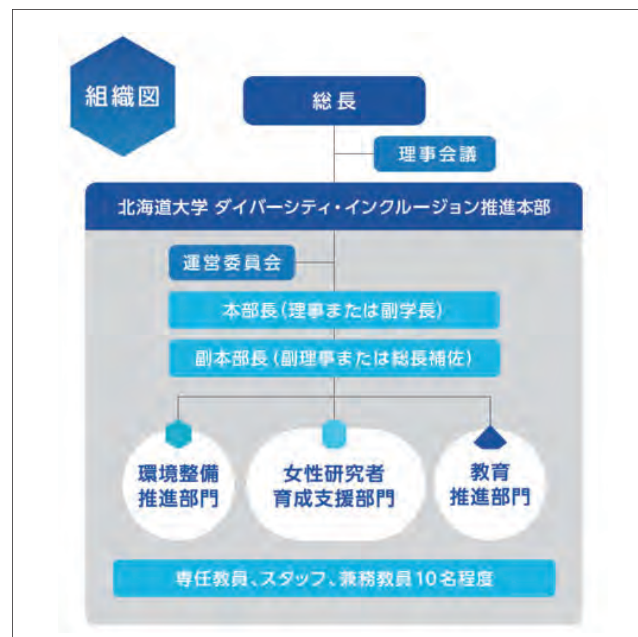 組織図
総長
理事会議
北海道大学 ダイバーシティ・インクルージョン推進本部
運営委員会
本部長(理事または副学長)
副本部長(副理事または総長補佐)
環境整備
推進部門
女性研究者
育成支援部門
教育
推進部門
専任教員、スタッフ、兼務教員10名程度